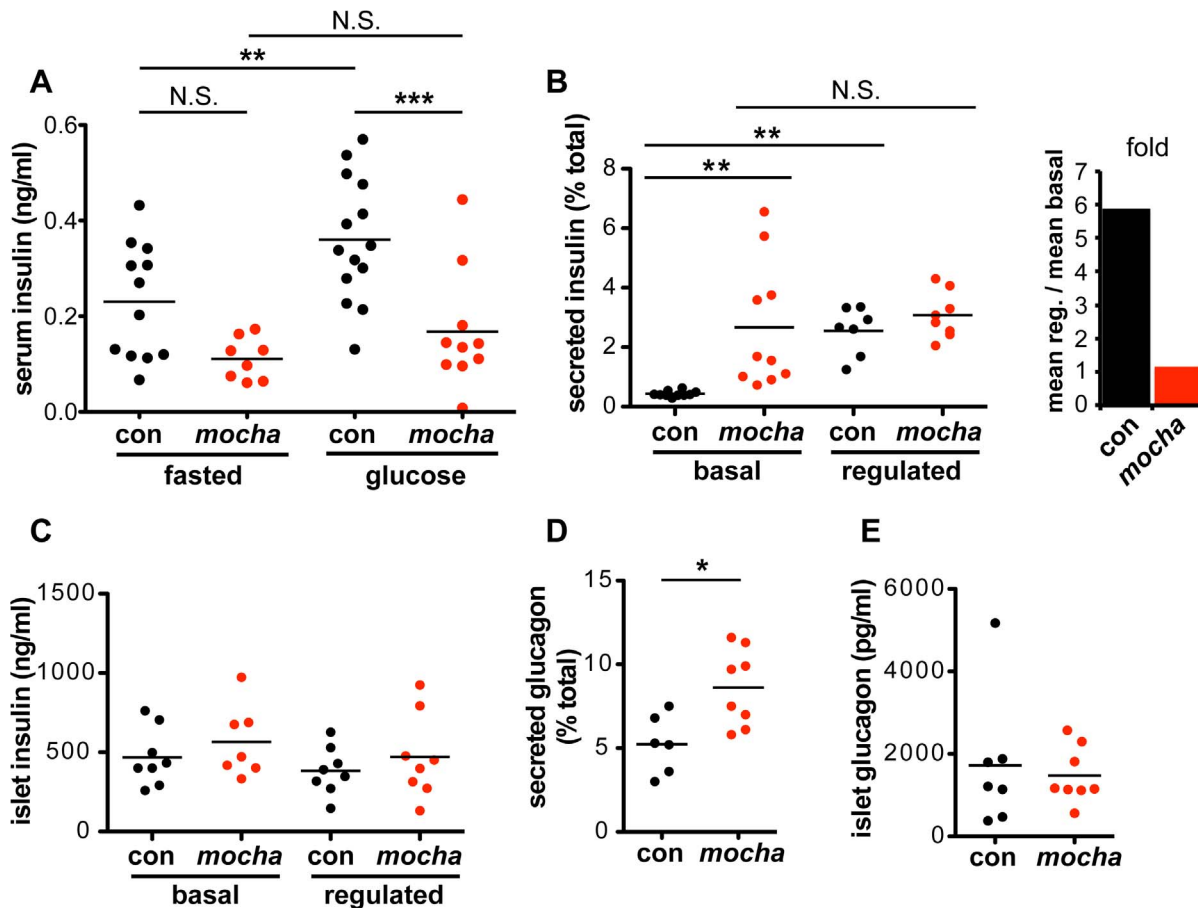 A
N.S.
**
N.S.
***
serum insulin (ng/ml)
0.6
0.4
0.2
0.0
con
mocha
con
mocha
fasted
glucose
B
N.S.
**
**
secreted insulin (% total)
8
6
4
2
0
con
mocha
con
mocha
basal
regulated
fold
mean reg. / mean basal
7
6
5
4
3
2
1
0
con
mocha
C
islet insulin (ng/ml)
1500
1000
500
0
con
mocha
con
mocha
basal
regulated
D
*
secreted glucagon
(% total)
15
10
5
0
con
mocha
E
islet glucagon (pg/ml)
6000
4000
2000
0
con
mocha